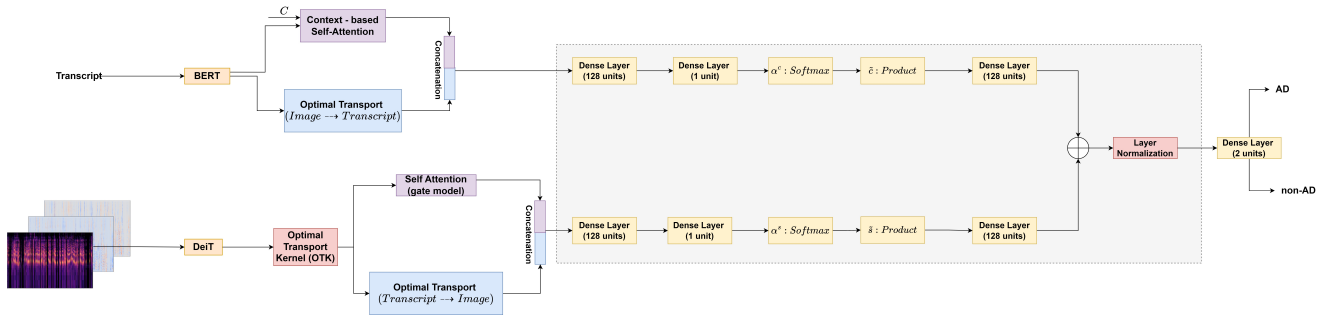 C
Context - based
Self-Attention
Concatenation
Transcript
BERT
Optimal Transport
(Image ⇢ Transcript)
Dense Layer
(128 units)
Dense Layer
(1 unit)
α^c : Softmax
c̃ : Product
Dense Layer
(128 units)
AD
Layer
Normalization
Dense Layer
(2 units)
non-AD
Self Attention
(gate model)
Concatenation
DeiT
Optimal
Transport
Kernel (OTK)
Optimal Transport
(Transcript ⇢ Image)
Dense Layer
(128 units)
Dense Layer
(1 unit)
α^s : Softmax
s̃ : Product
Dense Layer
(128 units)